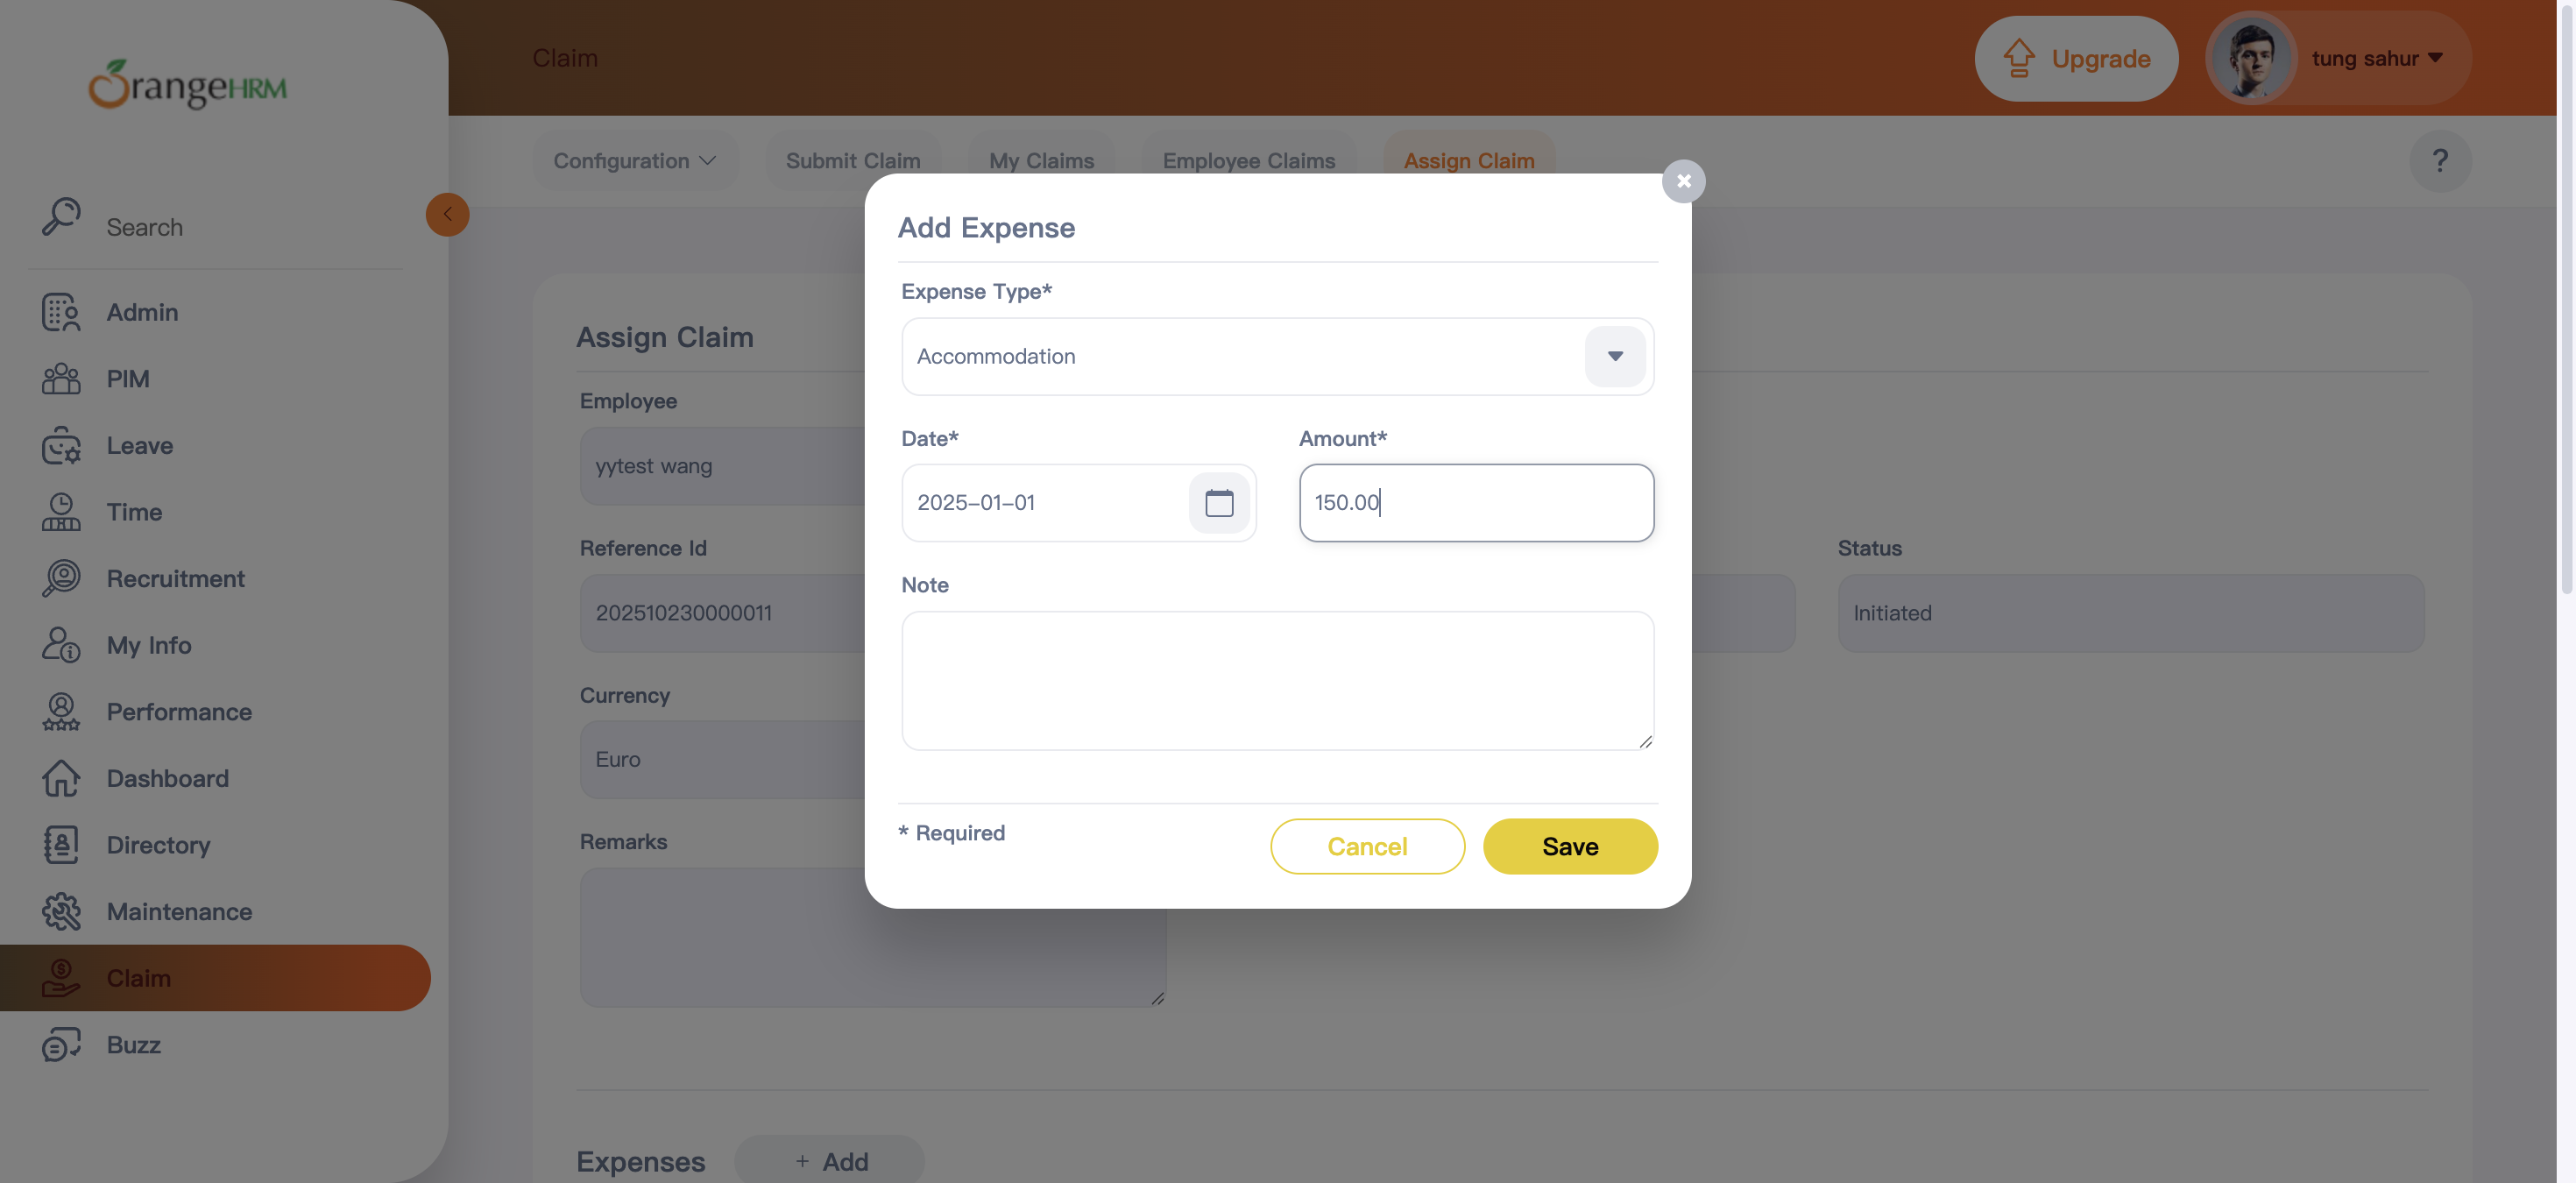 OrangeHRM
Claim
Upgrade
tung sahur
Search
Admin
PIM
Leave
Time
Recruitment
My Info
Performance
Dashboard
Directory
Maintenance
Claim
Buzz
Configuration
Submit Claim
My Claims
Employee Claims
Assign Claim
?
Assign Claim
Employee
yytest wang
Reference Id
202510230000011
Status
Initiated
Currency
Euro
Remarks
Expenses
+ Add
Add Expense
Expense Type*
Accommodation
Date*
Amount*
2025-01-01
150.00
Note
* Required
Cancel
Save